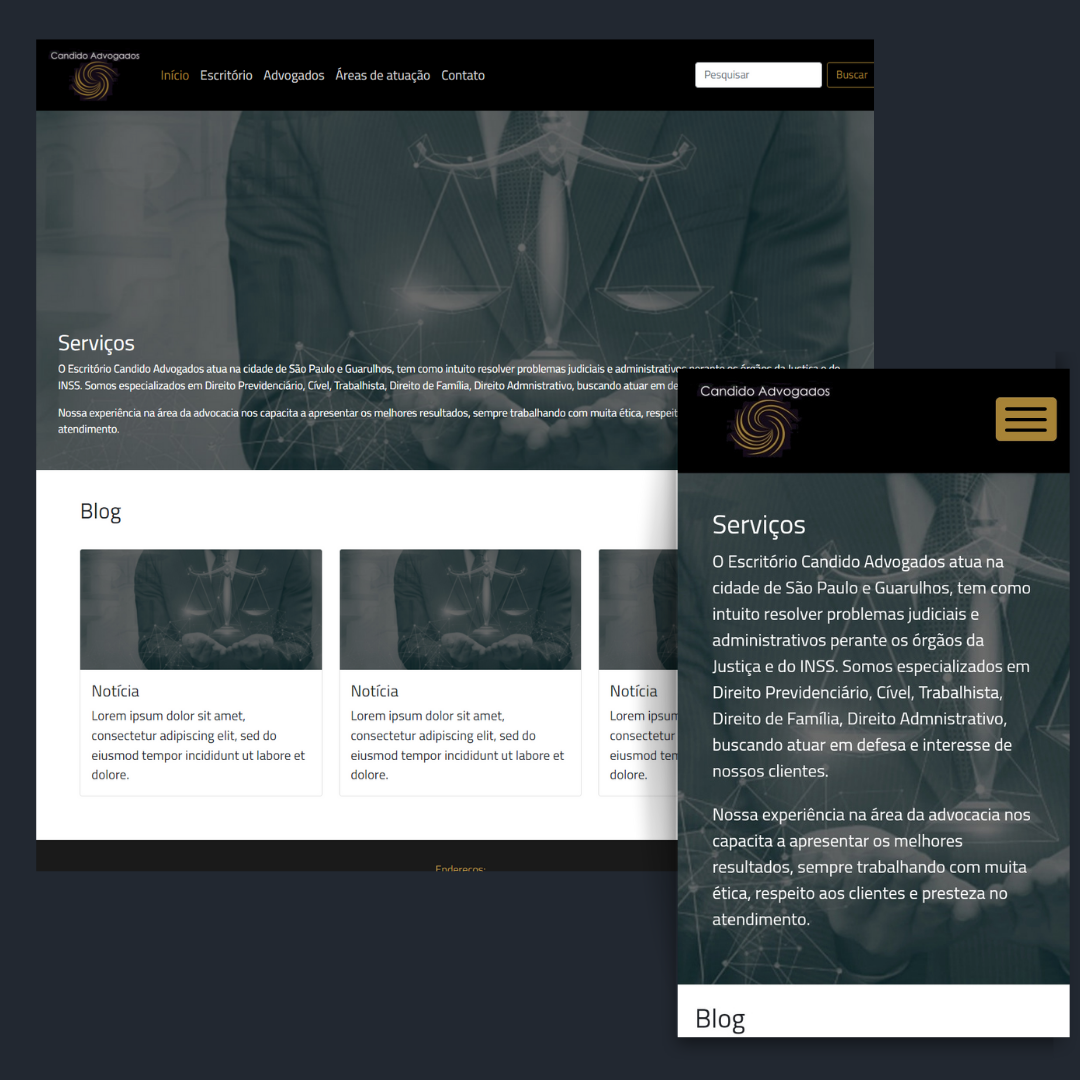 Candido Advogados
Início Escritório Advogados Áreas de atuação Contato
Pesquisar
Buscar
Serviços
O Escritório Candido Advogados atua na cidade de São Paulo e Guarulhos, tem como intuito resolver problemas judiciais e administrativos perante os órgãos da Justiça e do
INSS. Somos especializados em Direito Previdenciário, Cível, Trabalhista, Direito de Família, Direito Admnistrativo, buscando atuar em de
Nossa experiência na área da advocacia nos capacita a apresentar os melhores resultados, sempre trabalhando com muita ética, respeit
atendimento.
Blog
Notícia
Lorem ipsum dolor sit amet,
consectetur adipiscing elit, sed do
eiusmod tempor incididunt ut labore et
dolore.
Notícia
Lorem ipsum dolor sit amet,
consectetur adipiscing elit, sed do
eiusmod tempor incididunt ut labore et
dolore.
Notícia
Lorem ipsum
consectetur
eiusmod tem
dolore.
Endereços:
Candido Advogados
Serviços
O Escritório Candido Advogados atua na
cidade de São Paulo e Guarulhos, tem como
intuito resolver problemas judiciais e
administrativos perante os órgãos da
Justiça e do INSS. Somos especializados em
Direito Previdenciário, Cível, Trabalhista,
Direito de Família, Direito Admnistrativo,
buscando atuar em defesa e interesse de
nossos clientes.
Nossa experiência na área da advocacia nos
capacita a apresentar os melhores
resultados, sempre trabalhando com muita
ética, respeito aos clientes e presteza no
atendimento.
Blog